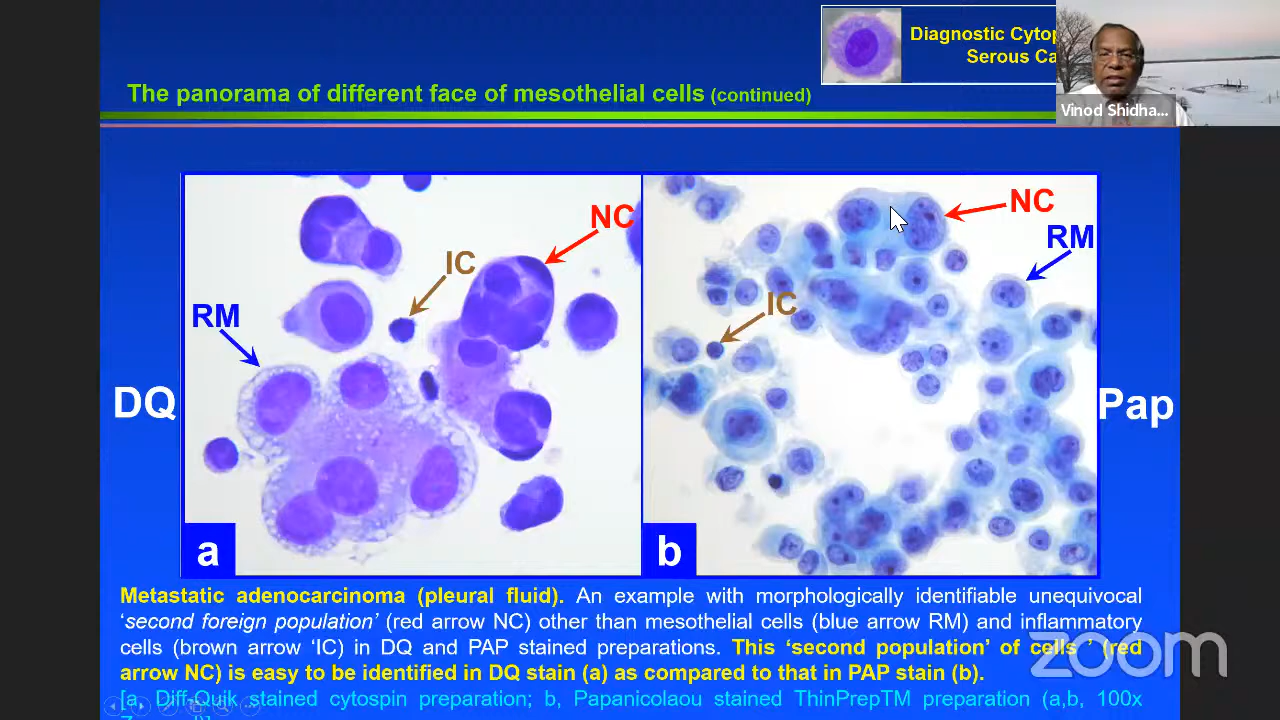 Diagnostic Cytop
Serous Ca
Vinod Shidha...
The panorama of different face of mesothelial cells (continued)
NC
IC
RM
DQ
a
NC
RM
IC
Pap
b
Metastatic adenocarcinoma (pleural fluid). An example with morphologically identifiable unequivocal
‘second foreign population’ (red arrow NC) other than mesothelial cells (blue arrow RM) and inflammatory
cells (brown arrow ‘IC) in DQ and PAP stained preparations. This ‘second population’ of cells ’ (red
arrow NC) is easy to be identified in DQ stain (a) as compared to that in PAP stain (b).
[a, Diff-Quik stained cytospin preparation; b, Papanicolaou stained ThinPrepTM preparation (a,b, 100x
zoom